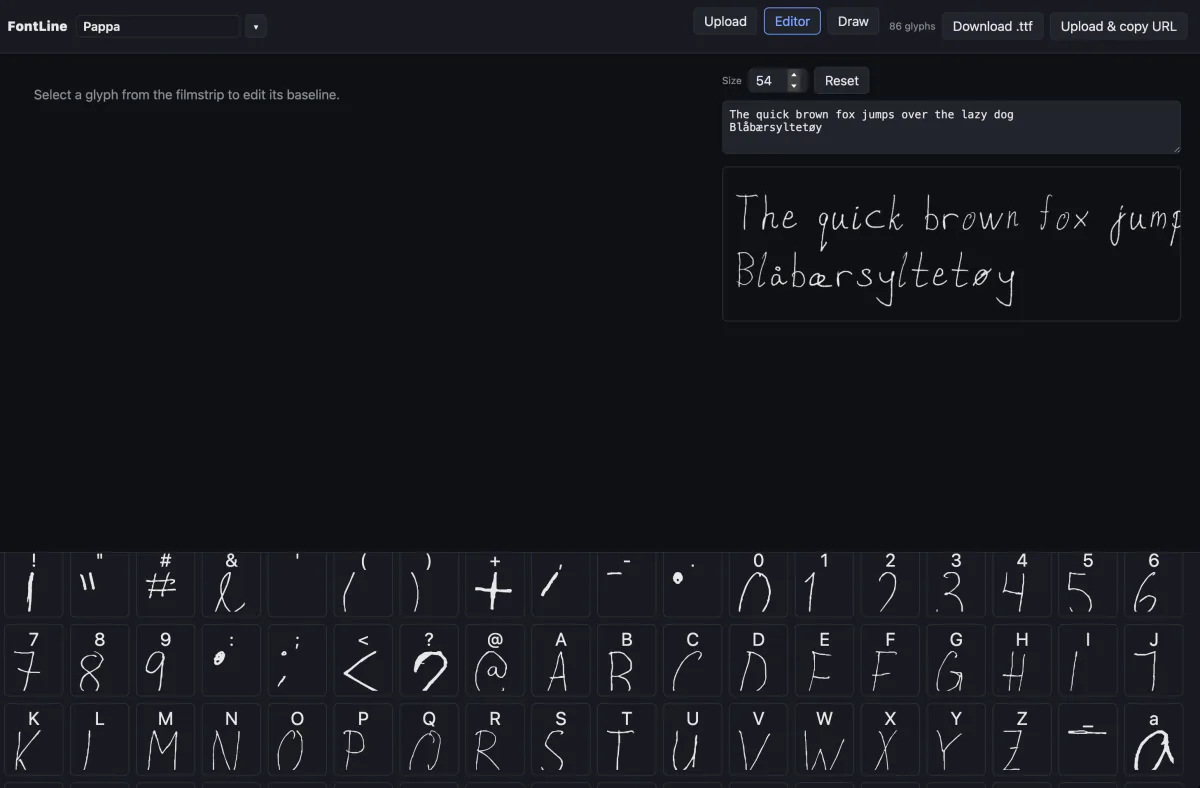 FontLine Pappa ▾ Upload Editor Draw 86 glyphs Download .ttf Upload & copy URL
Select a glyph from the filmstrip to edit its baseline.
Size 54 Reset
The quick brown fox jumps over the lazy dog
Blåbærsyltetøy
The quick brown fox jump
Blåbærsyltetøy
! " # & ' ( ) + , - . 0 1 2 3 4 5 6
7 8 9 : ; < ? @ A B C D E F G H I J
K L M N O P Q R S T U V W X Y Z _ a